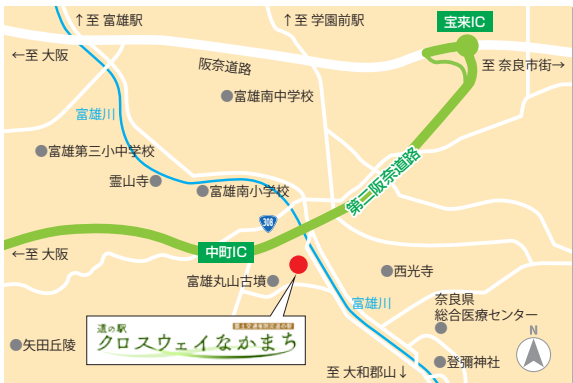 ↑至 富雄駅
↑至 学園前駅
宝来IC
←至 大阪
阪奈道路
至 奈良市街→
富雄南中学校
富雄川
富雄第三小中学校
霊山寺
富雄南小学校
第二阪奈道路
308
中町IC
←至 大阪
西光寺
富雄丸山古墳
富雄川
奈良県
総合医療センター
道の駅
クロスウェイなかまち
矢田丘陵
登彌神社
至 大和郡山↓
N